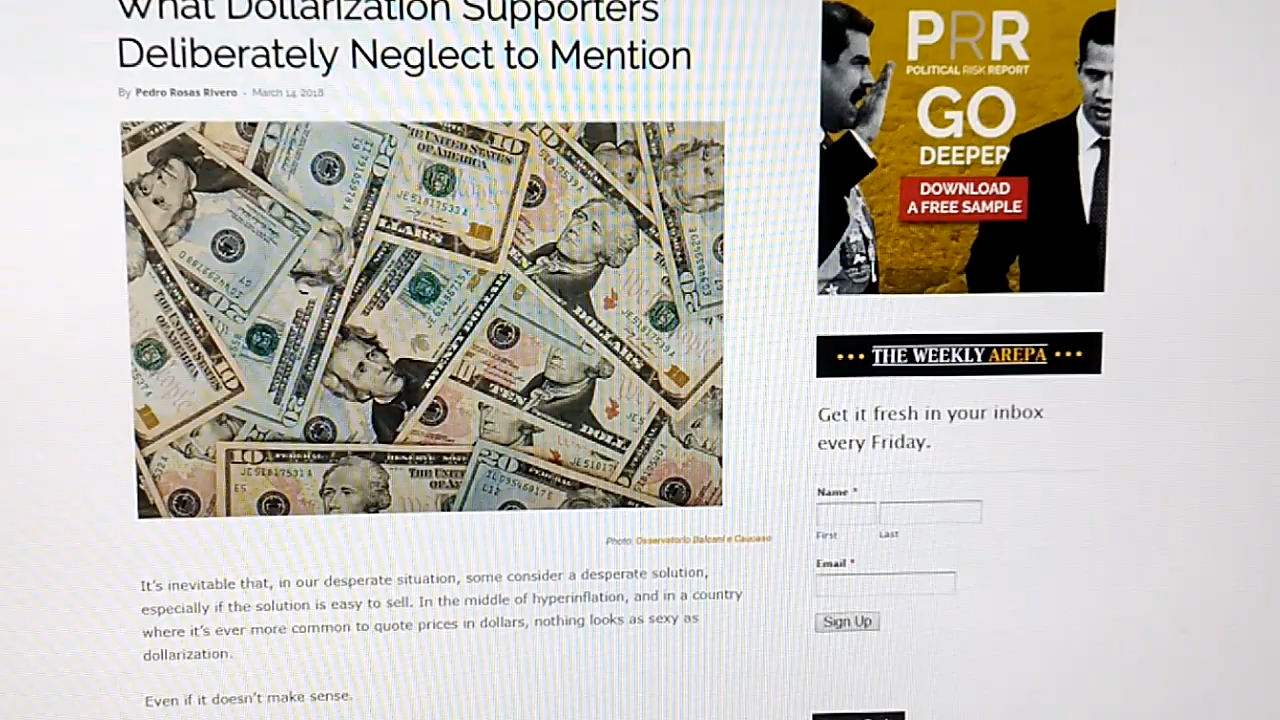 What Dollarization Supporters
Deliberately Neglect to Mention
By Pedro Rosas Rivero - March 14, 2018
Photo: Osservatorio Balcani e Caucaso
It's inevitable that, in our desperate situation, some consider a desperate solution,
especially if the solution is easy to sell. In the middle of hyperinflation, and in a country
where it's ever more common to quote prices in dollars, nothing looks as sexy as
dollarization.
Even if it doesn't make sense.
PRR
POLITICAL RISK REPORT
GO
DEEPER
DOWNLOAD
A FREE SAMPLE
THE WEEKLY AREPA
Get it fresh in your inbox
every Friday.
Name *
First Last
Email *
Sign Up